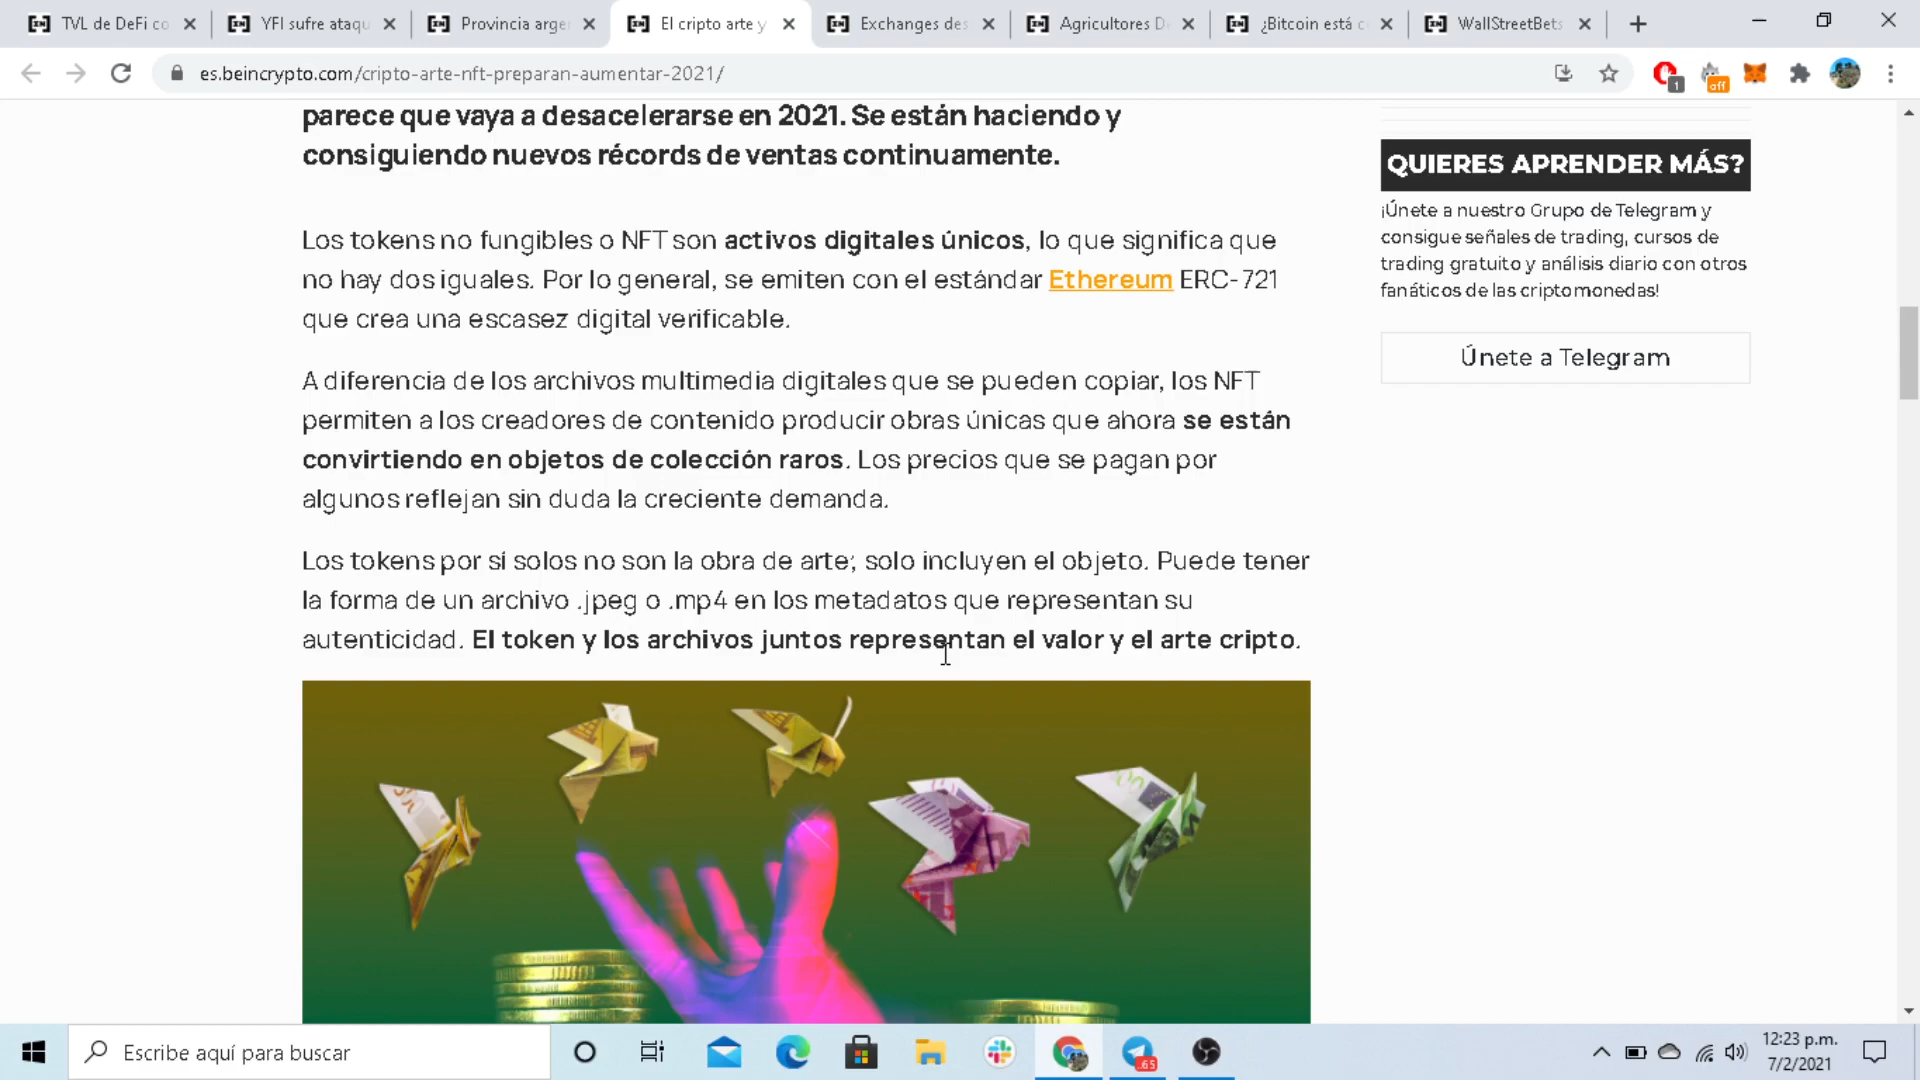 TVL de DeFi co
YFI sufre ataqu
Provincia arge
El cripto arte y
Exchanges des
Agricultores D
¿Bitcoin está c
WallStreetBets
es.beincrypto.com/cripto-arte-nft-preparan-aumentar-2021/
1
off
parece que vaya a desacelerarse en 2021. Se están haciendo y
consiguiendo nuevos récords de ventas continuamente.
Los tokens no fungibles o NFT son activos digitales únicos, lo que significa que
no hay dos iguales. Por lo general, se emiten con el estándar Ethereum ERC-721
que crea una escasez digital verificable.
A diferencia de los archivos multimedia digitales que se pueden copiar, los NFT
permiten a los creadores de contenido producir obras únicas que ahora se están
convirtiendo en objetos de colección raros. Los precios que se pagan por
algunos reflejan sin duda la creciente demanda.
Los tokens por sí solos no son la obra de arte; solo incluyen el objeto. Puede tener
la forma de un archivo .jpeg o .mp4 en los metadatos que representan su
autenticidad. El token y los archivos juntos representan el valor y el arte cripto.
QUIERES APRENDER MÁS?
¡Únete a nuestro Grupo de Telegram y
consigue señales de trading, cursos de
trading gratuito y análisis diario con otros
fanáticos de las criptomonedas!
Únete a Telegram
Escribe aquí para buscar
65
12:23 p.m.
7/2/2021